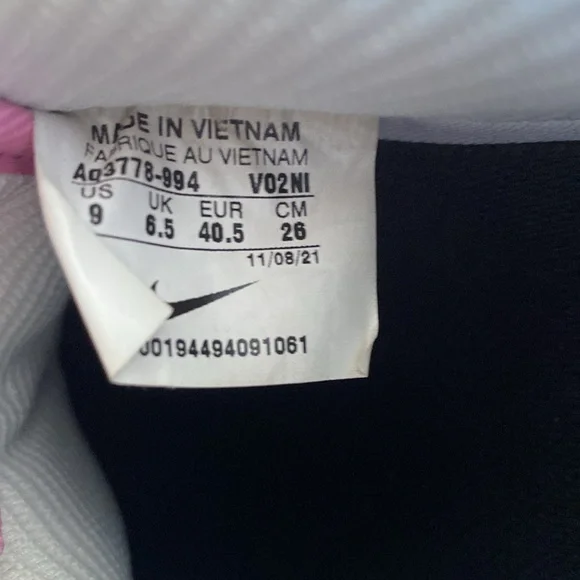 MADE IN VIETNAM
FABRIQUE AU VIETNAM
AQ3778-994 V02NI
US UK EUR CM
9 6.5 40.5 26
11/08/21
00194494091061